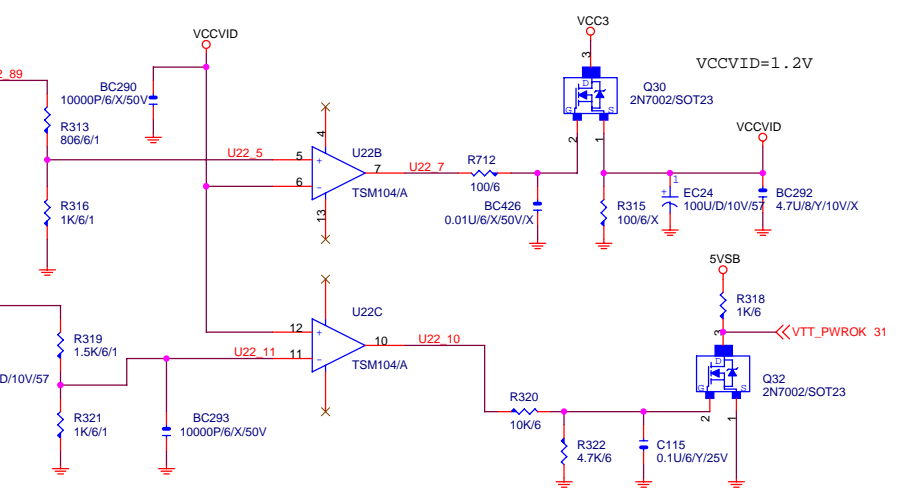 VCC3
VCCVID
VCCVID=1.2V
2_89
BC290
10000P/6/X/50V
3
D
G
S
Q30
2N7002/SOT23
R313
806/6/1
4
2
1
VCCVID
U22_5
5
+
U22B
7
U22_7
R712
6
-
TSM104/A
100/6
R316
1K/6/1
13
BC426
0.01U/6/X/50V/X
R315
100/6/X
+
1
EC24
100U/D/10V/57
BC292
4.7U/8/Y/10V/X
5VSB
R318
1K/6
U22C
12
+
10
U22_10
3
VTT_PWROK 31
R319
1.5K/6/1
U22_11
11
-
TSM104/A
D
G
S
D/10V/57
Q32
2N7002/SOT23
R321
1K/6/1
BC293
10000P/6/X/50V
R320
10K/6
2
1
R322
4.7K/6
C115
0.1U/6/Y/25V